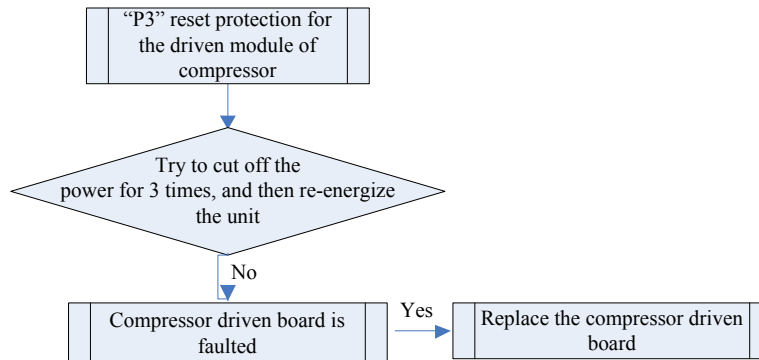 “P3” reset protection for
the driven module of
compressor
Try to cut off the
power for 3 times, and then re-energize
the unit
No
Compressor driven board is
faulted
Yes
Replace the compressor driven
board